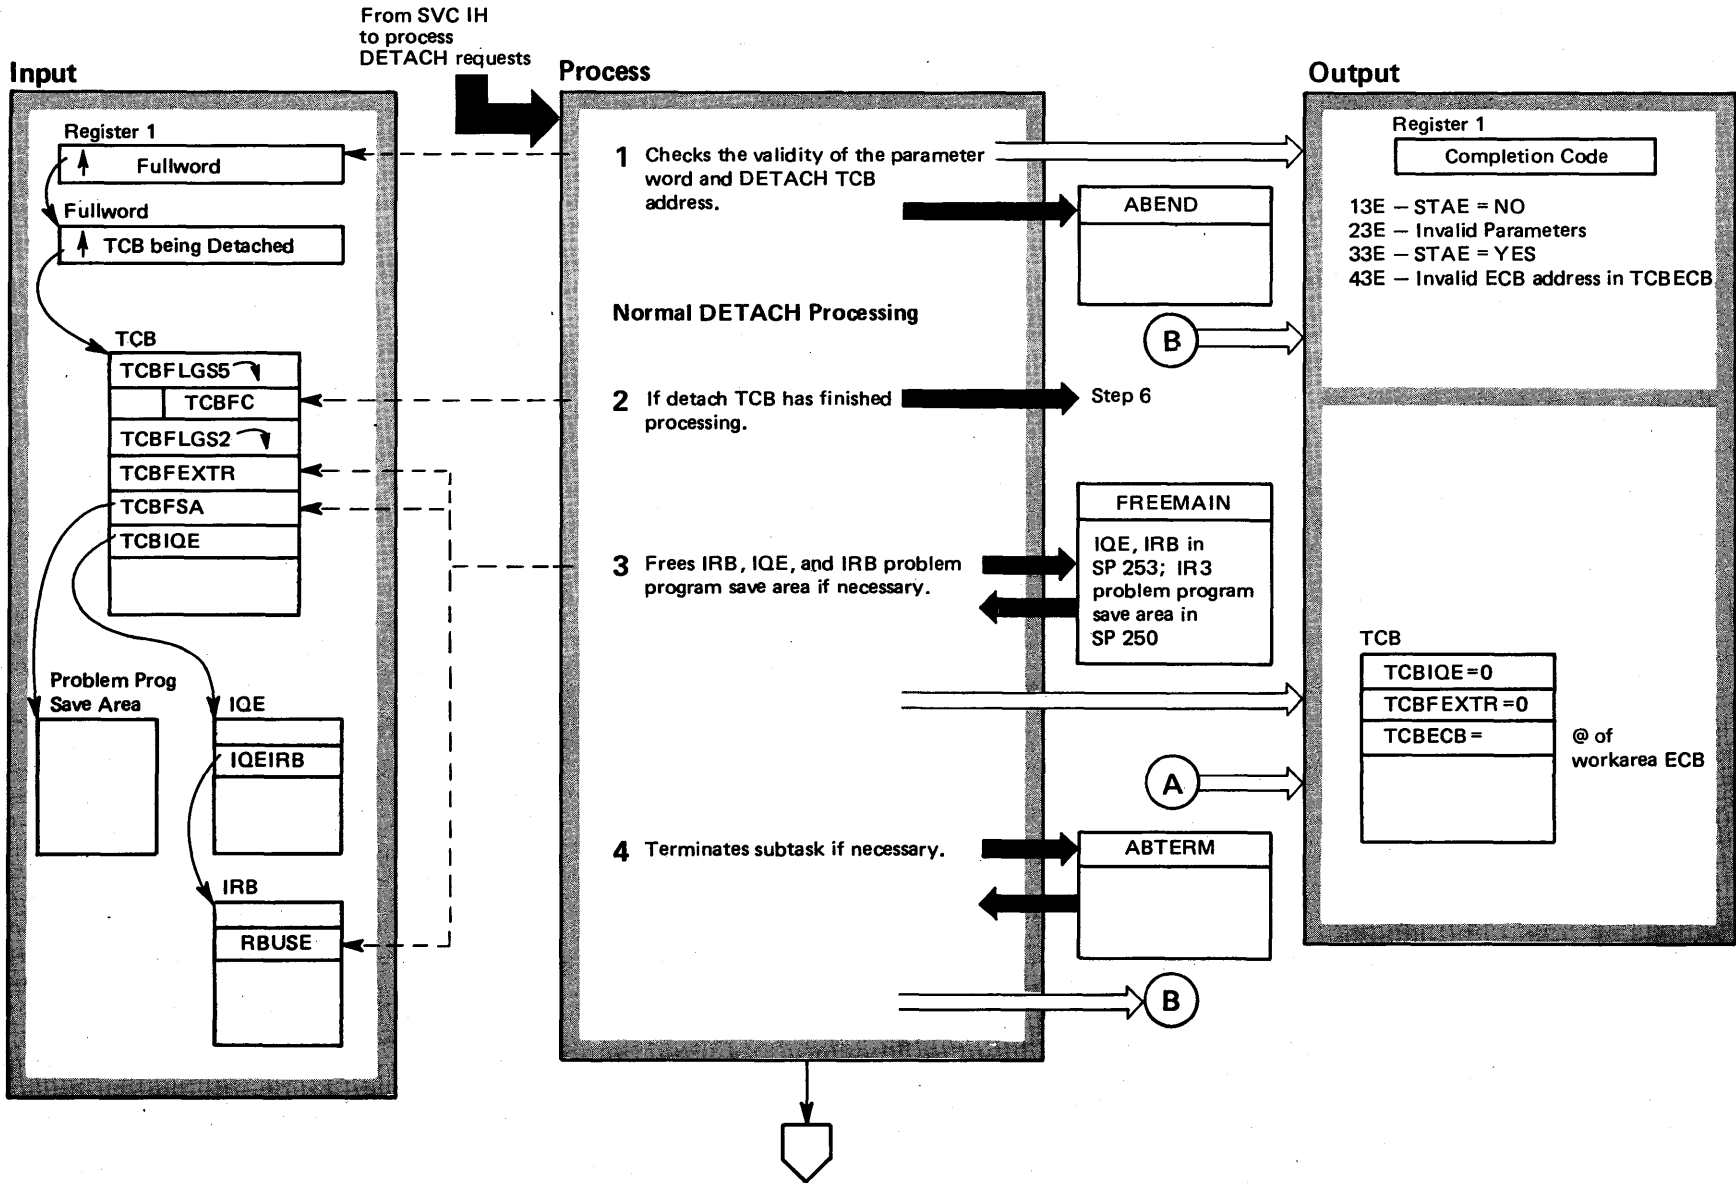 From SVC IH
to process
DETACH requests
Input
Register 1
Fullword
Fullword
TCB being Detached
TCB
TCBFLGS5
TCBFC
TCBFLGS2
TCBFEXTR
TCBFSA
TCBIQE
Problem Prog
Save Area
IQE
IQEIRB
IRB
RBUSE
Process
1 Checks the validity of the parameter
word and DETACH TCB
address.
ABEND
Normal DETACH Processing
B
2 If detach TCB has finished
processing.
Step 6
3 Frees IRB, IQE, and IRB problem
program save area if necessary.
FREEMAIN
IQE, IRB in
SP 253; IR3
problem program
save area in
SP 250
A
4 Terminates subtask if necessary.
ABTERM
B
Output
Register 1
Completion Code
13E – STAE = NO
23E – Invalid Parameters
33E – STAE = YES
43E – Invalid ECB address in TCBECB
TCB
TCBIQE=0
TCBFEXTR=0
TCBECB=
@ of
workarea ECB